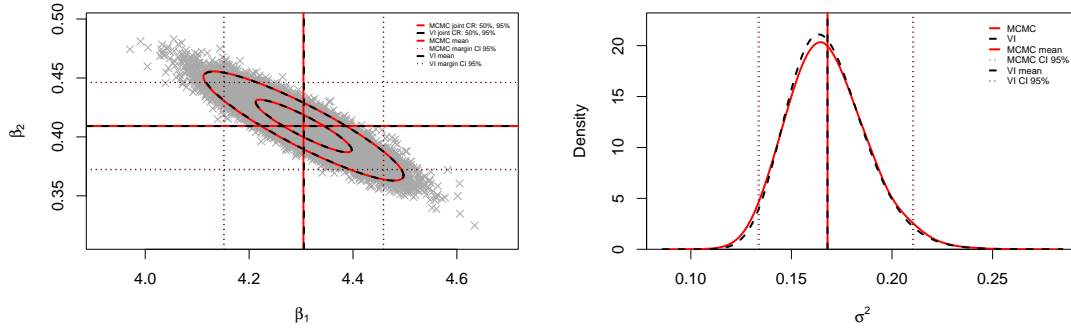 0.50
0.45
0.40
0.35
β2
4.0
4.2
4.4
4.6
β1
MCMC joint CR: 50%, 95%
VI joint CR: 50%, 95%
MCMC mean
MCMC margin CI 95%
VI mean
VI margin CI 95%
20
15
10
5
0
Density
0.10
0.15
0.20
0.25
σ²
MCMC
VI
MCMC mean
MCMC CI 95%
VI mean
VI CI 95%